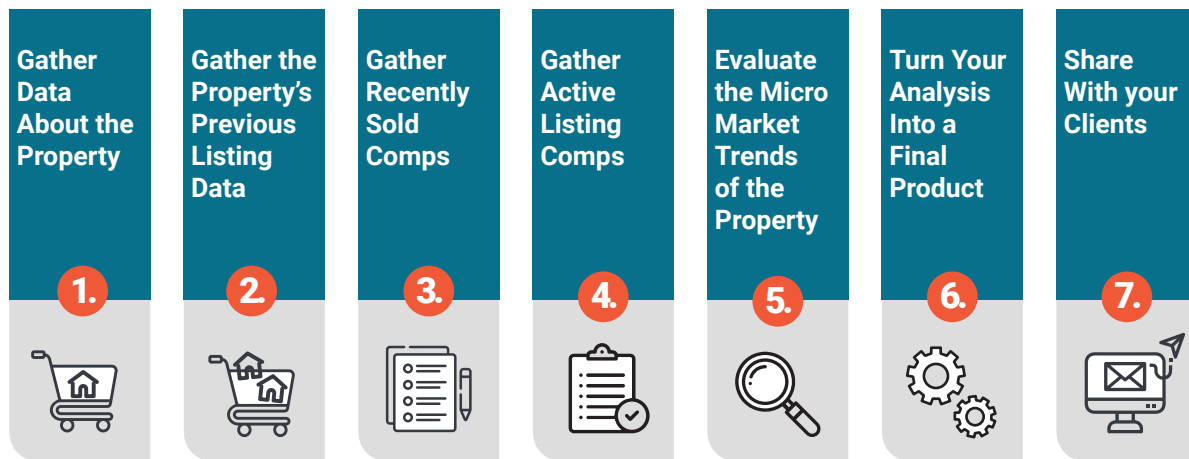 Gather
Data
About the
Property
1.
Gather the
Property’s
Previous
Listing
Data
2.
Gather
Recently
Sold
Comps
3.
Gather
Active
Listing
Comps
4.
Evaluate
the Micro
Market
Trends
of the
Property
5.
Turn Your
Analysis
Into a
Final
Product
6.
Share
With your
Clients
7.